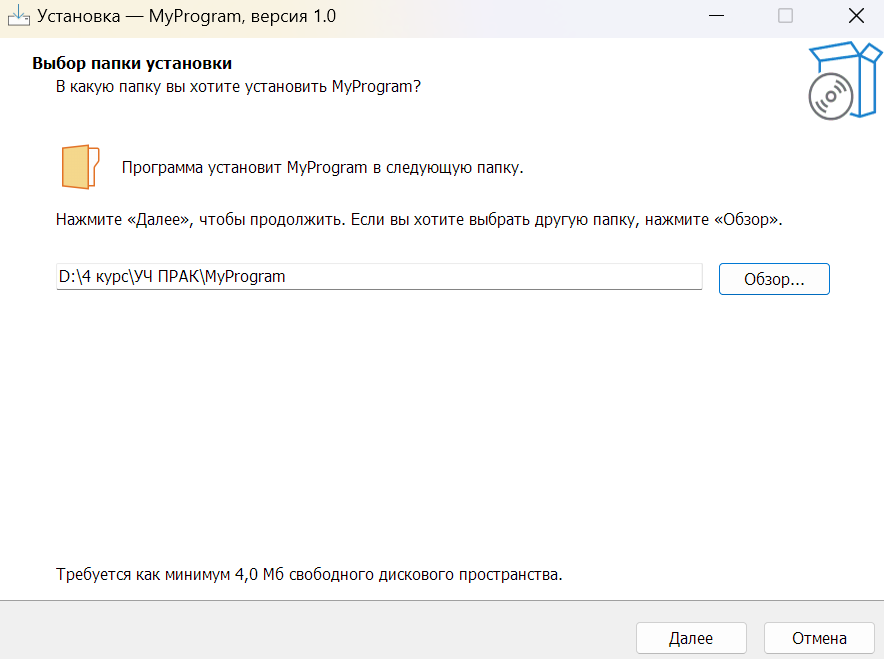 Установка — MyProgram, версия 1.0
Выбор папки установки
В какую папку вы хотите установить MyProgram?
Программа установит MyProgram в следующую папку.
Нажмите «Далее», чтобы продолжить. Если вы хотите выбрать другую папку, нажмите «Обзор».
D:\4 курс\УЧ ПРАК\MyProgram
Обзор...
Требуется как минимум 4,0 Мб свободного дискового пространства.
Далее
Отмена